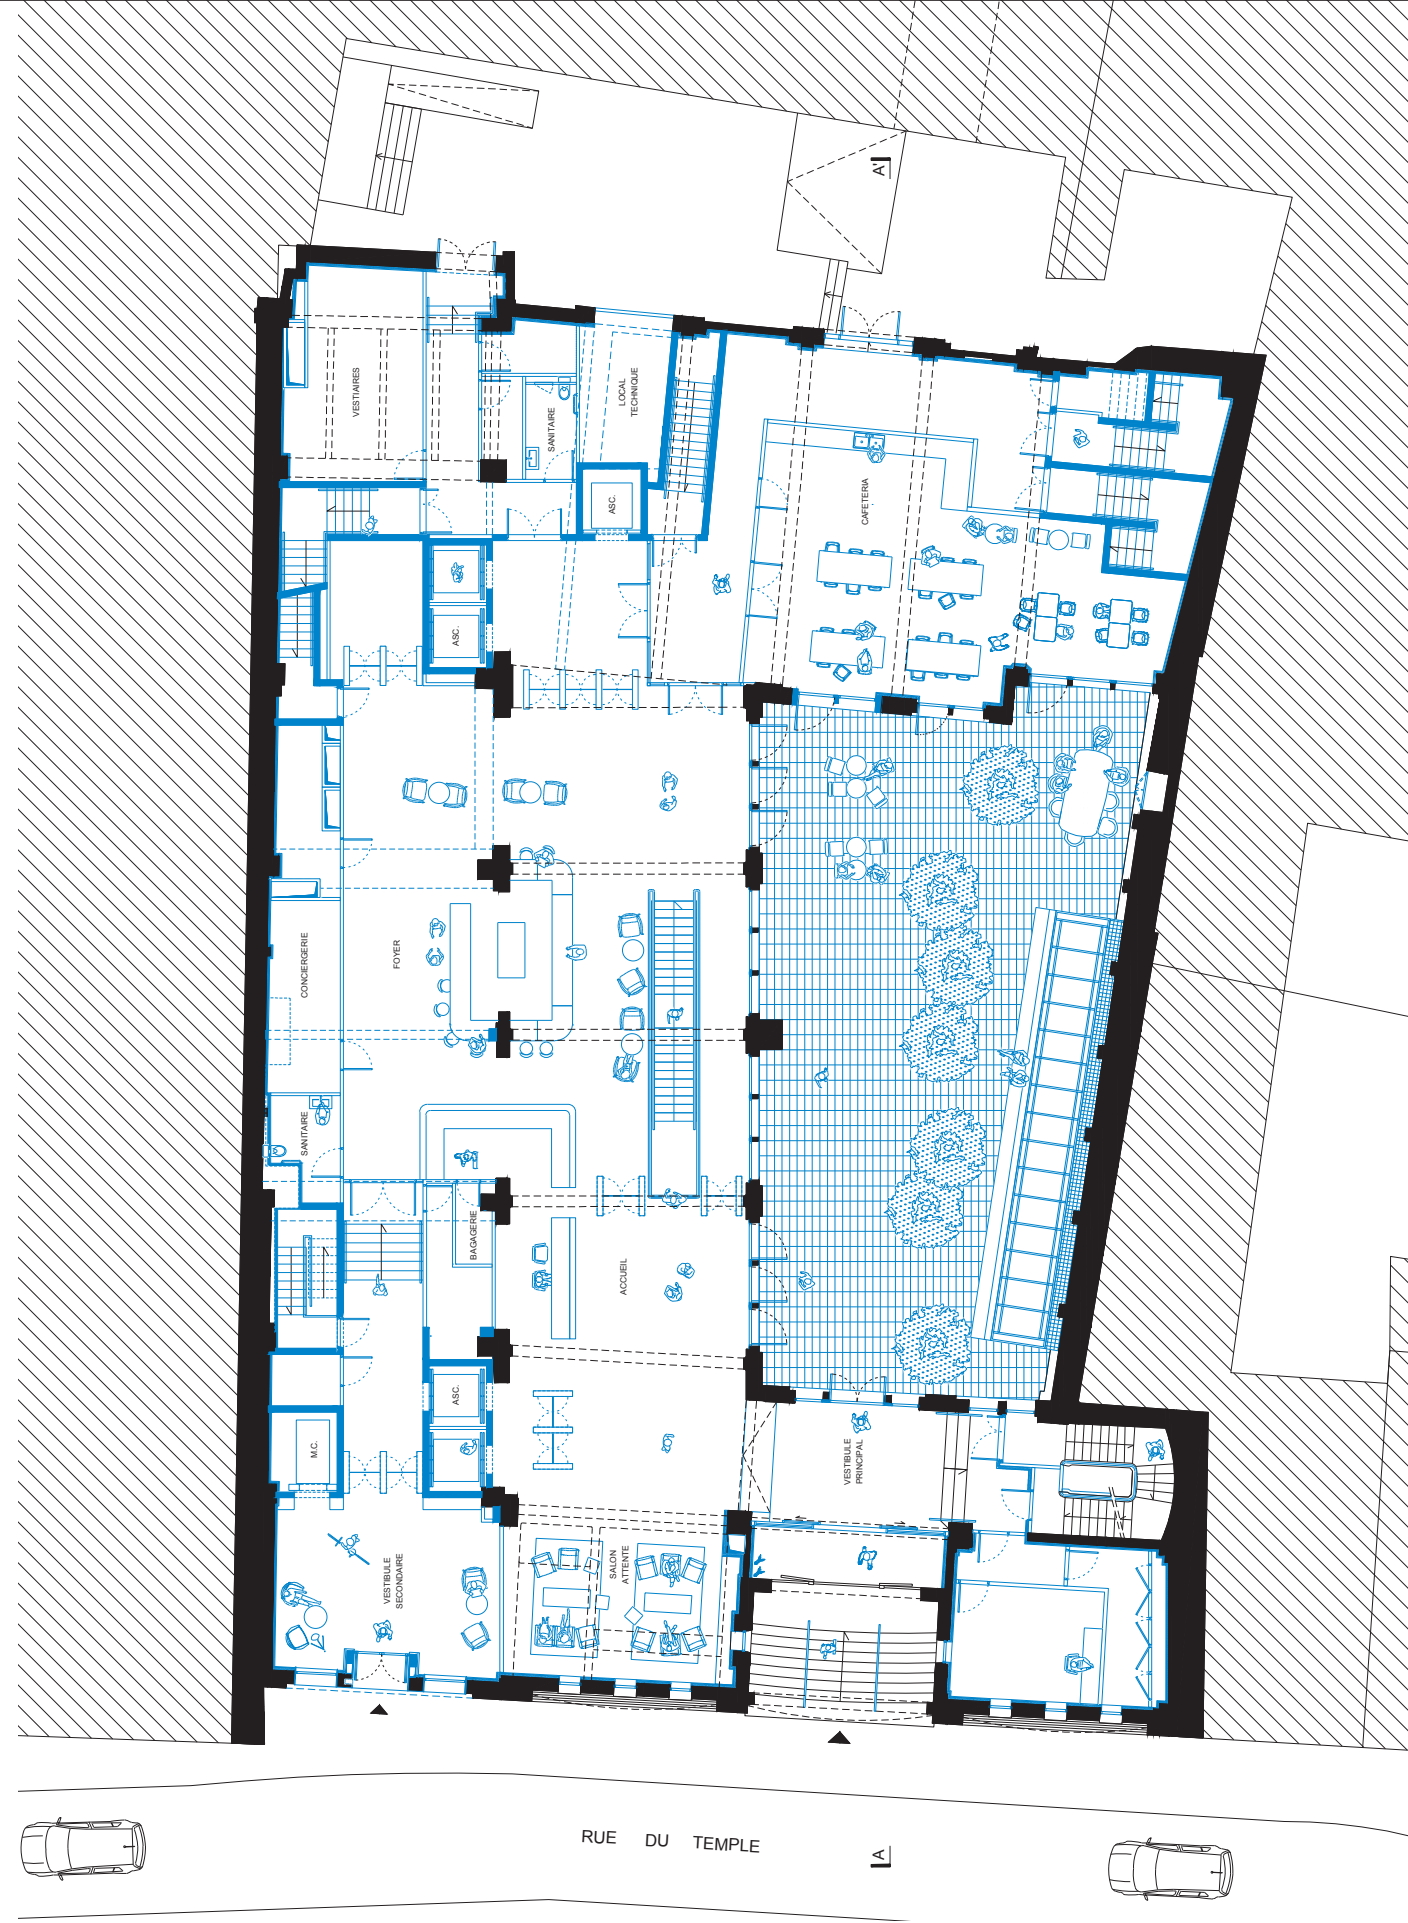 A'
VESTIAIRES
LOCAL
TECHNIQUE
SANITAIRE
ASC.
CAFETERIA
ASC.
CONCIERGERIE
FOYER
SANITAIRE
BAGAGERIE
ACCUEIL
ASC.
M.C.
VESTIBULE
PRINCIPAL
VESTIBULE
SECONDAIRE
SALON
ATTENTE
RUE DU TEMPLE
A